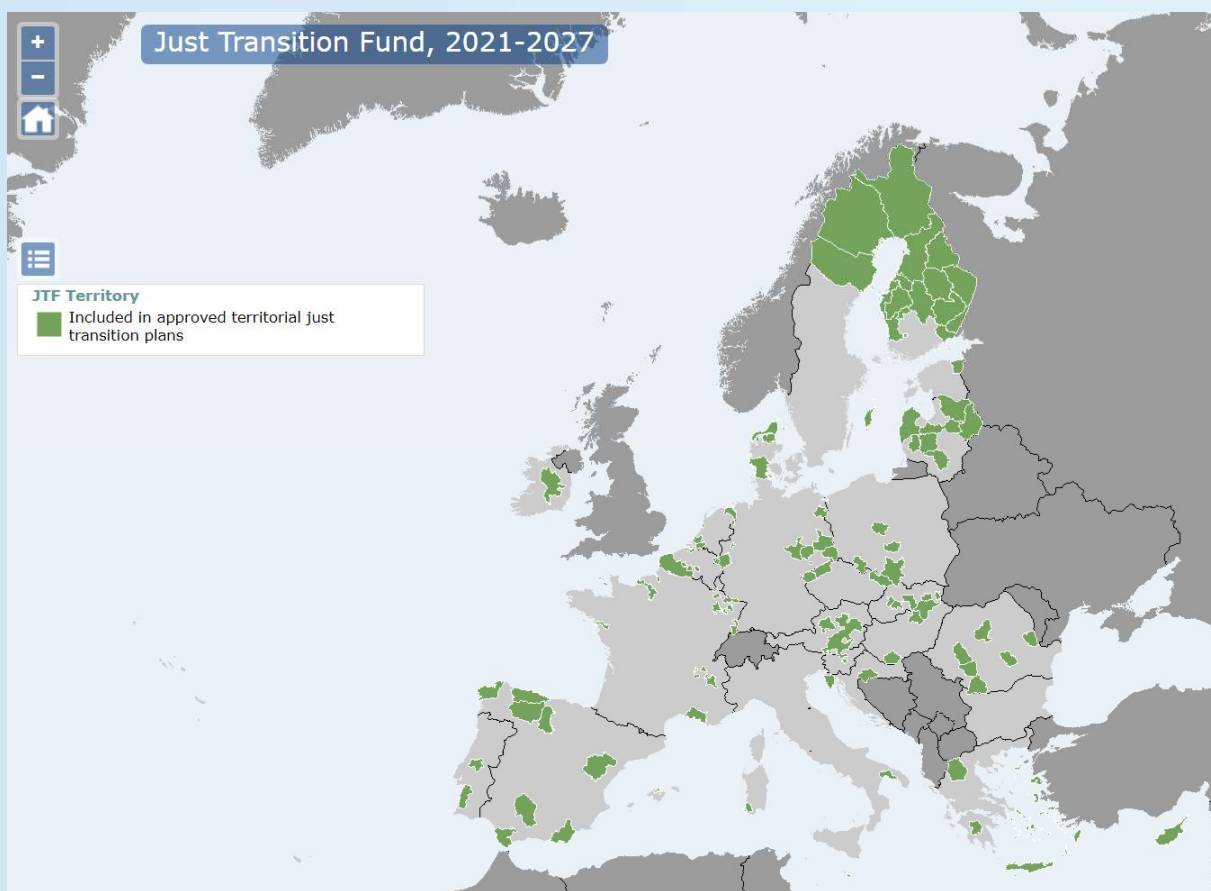 +
Just Transition Fund, 2021-2027
−
JTF Territory
Included in approved territorial just
transition plans